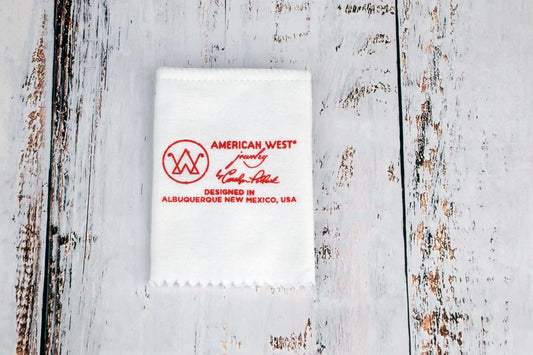 AMERICAN WEST®
jewelry
by Carolyn Pollack
DESIGNED IN
ALBUQUERQUE NEW MEXICO, USA